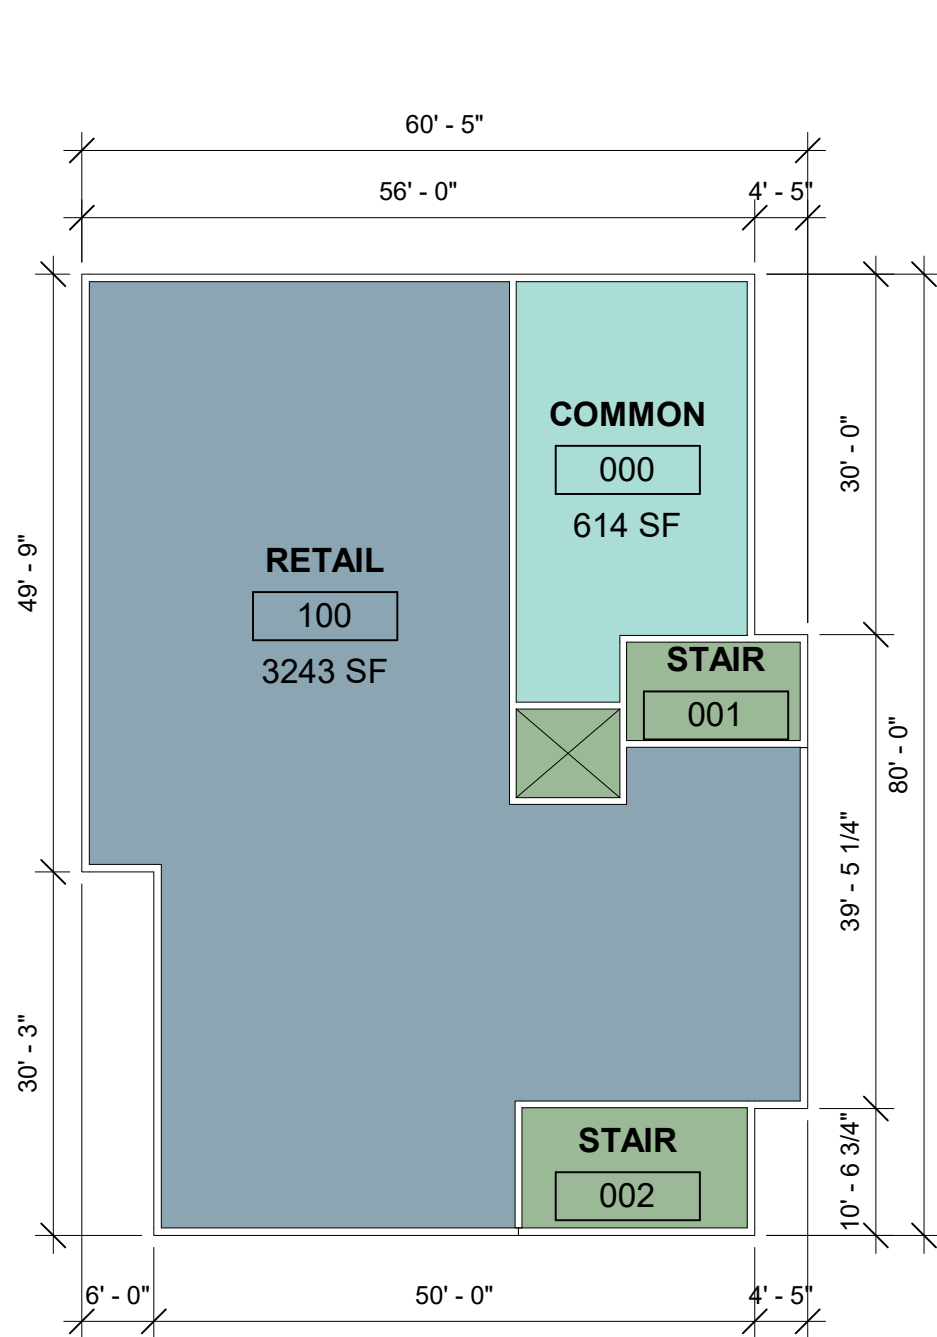 60' - 5"
56' - 0"
4' - 5"
COMMON
000
614 SF
30' - 0"
RETAIL
100
3243 SF
49' - 9"
STAIR
001
80' - 0"
39' - 5 1/4"
30' - 3"
STAIR
002
10' - 6 3/4"
6' - 0"
50' - 0"
4' - 5"